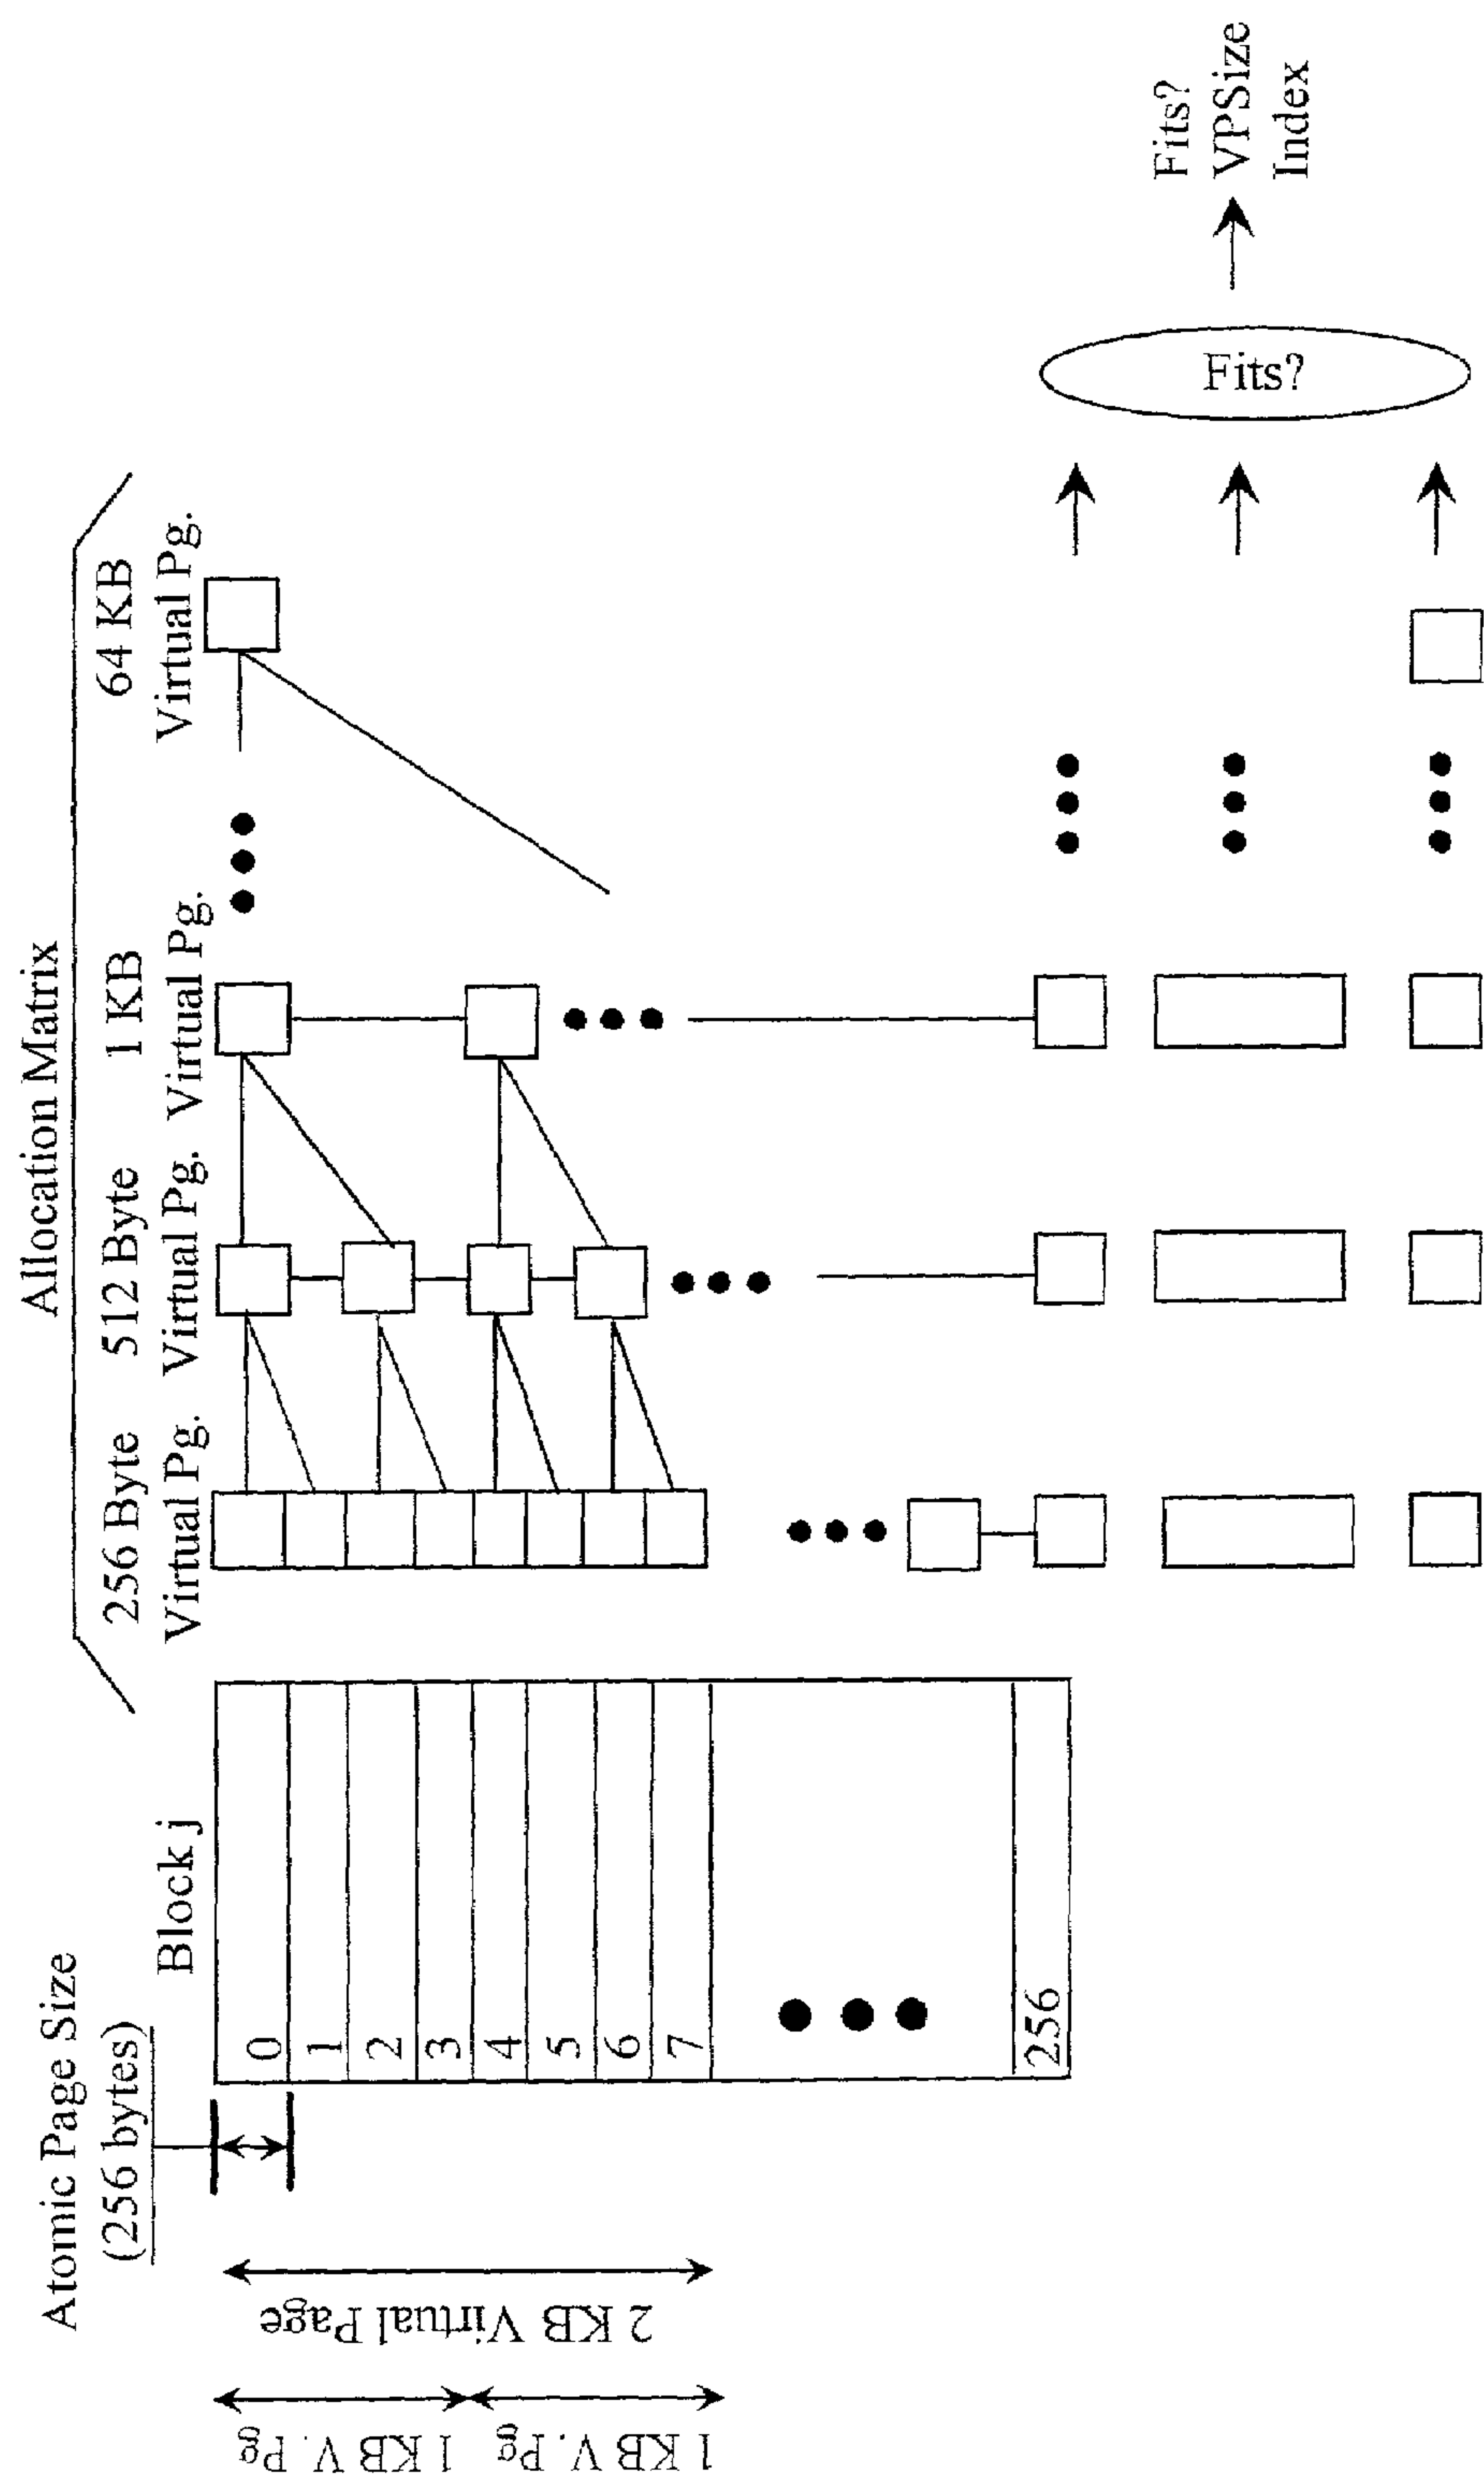 Allocation Matrix
Atomic Page Size
(256 bytes)
Block j
256 Byte
Virtual Pg.
512 Byte
Virtual Pg.
1 KB
Virtual Pg.
64 KB
Virtual Pg.
0
1
2
3
4
5
6
7
256
2 KB Virtual Page
1 KB V. Pg
1 KB V. Pg
Fits?
Fits?
VPSize
Index